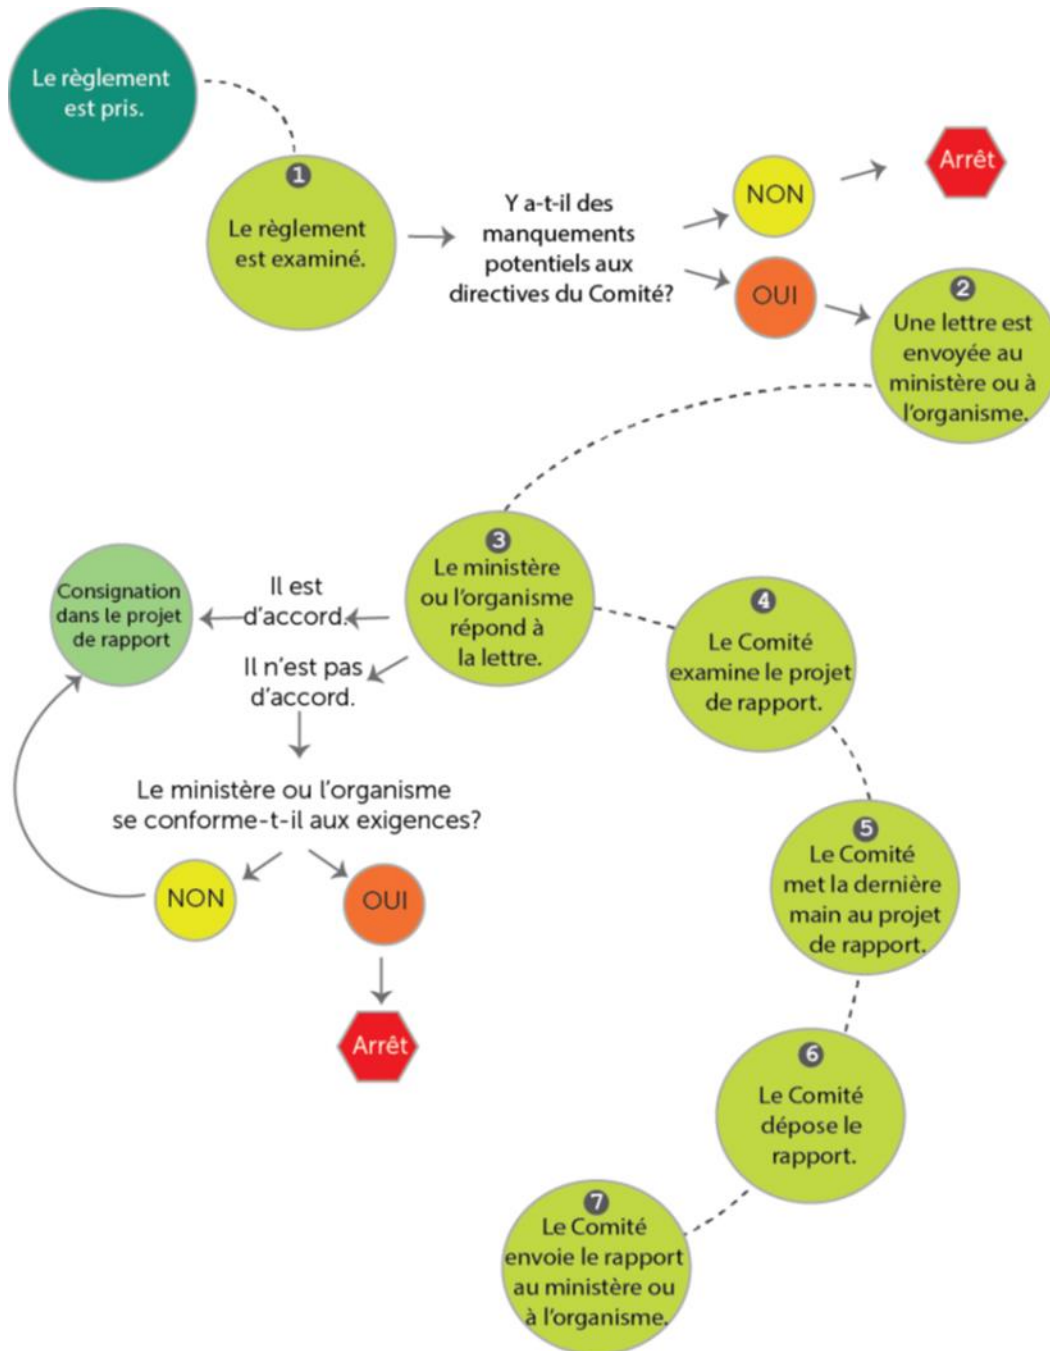 Le règlement
est pris.
1
Le règlement
est examiné.
Y a-t-il des
manquements
potentiels aux
directives du Comité?
NON
Arrêt
OUI
2
Une lettre est
envoyée au
ministère ou à
l'organisme.
3
Le ministère
ou l'organisme
répond à
la lettre.
Il est
d'accord.
Consignation
dans le projet
de rapport
Il n'est pas
d'accord.
Le ministère ou l'organisme
se conforme-t-il aux exigences?
NON
OUI
Arrêt
4
Le Comité
examine le projet
de rapport.
5
Le Comité
met la dernière
main au projet
de rapport.
6
Le Comité
dépose le
rapport.
7
Le Comité
envoie le rapport
au ministère ou
à l'organisme.